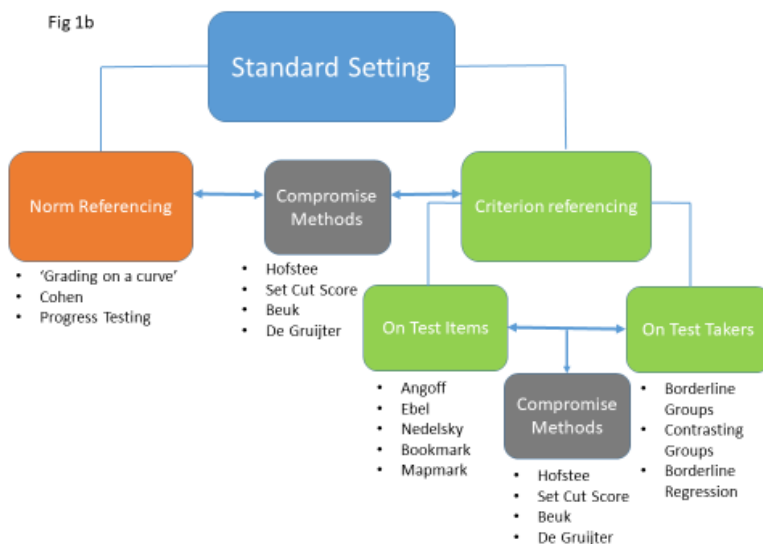 Fig 1b
Standard Setting
Norm Referencing
Compromise
Methods
Criterion referencing
• 'Grading on a curve'
• Cohen
• Progress Testing
• Hofstee
• Set Cut Score
• Beuk
• De Gruijter
On Test Items
On Test Takers
• Angoff
• Ebel
• Nedelsky
• Bookmark
• Mapmark
Compromise
Methods
• Borderline
Groups
• Contrasting
Groups
• Borderline
Regression
• Hofstee
• Set Cut Score
• Beuk
• De Gruijter